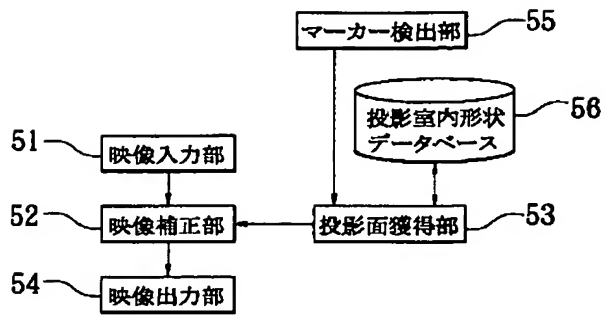 マーカー検出部
55
投影室内形状
データベース
56
51
映像入力部
52
映像補正部
投影面獲得部
53
54
映像出力部